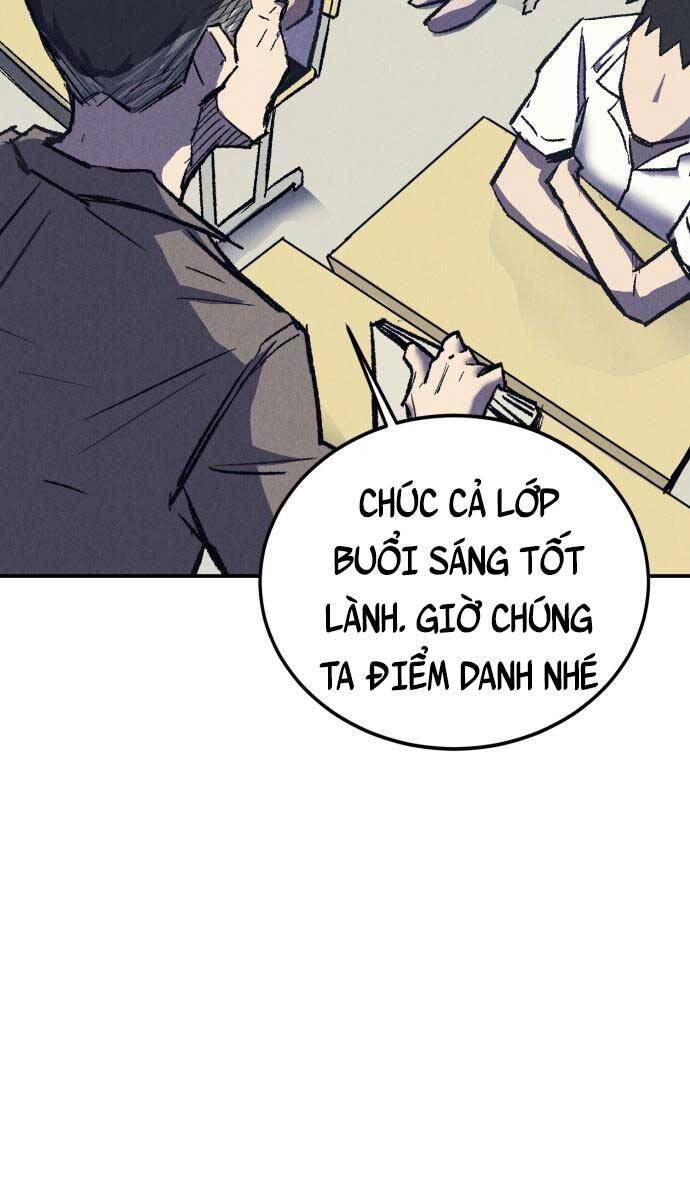 CHÚC CẢ LỚP
BUỔI SÁNG TỐT
LÀNH. GIỜ CHÚNG
TA ĐIỂM DANH NHÉ